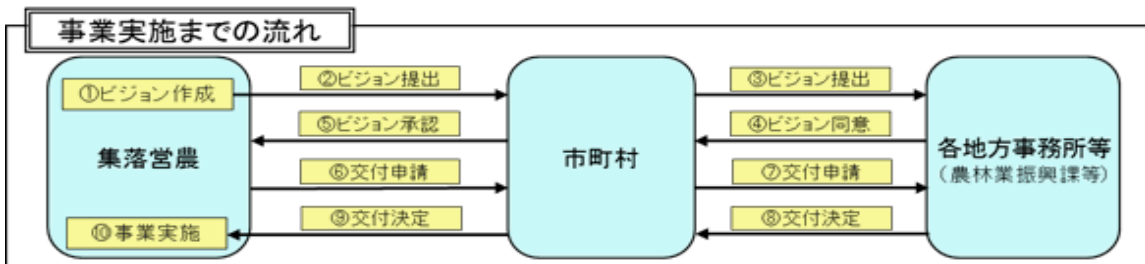 事業実施までの流れ
①ビジョン作成
②ビジョン提出
③ビジョン提出
⑤ビジョン承認
④ビジョン同意
集落営農
市町村
各地方事務所等
(農林業振興課等)
⑥交付申請
⑦交付申請
⑨交付決定
⑧交付決定
⑩事業実施